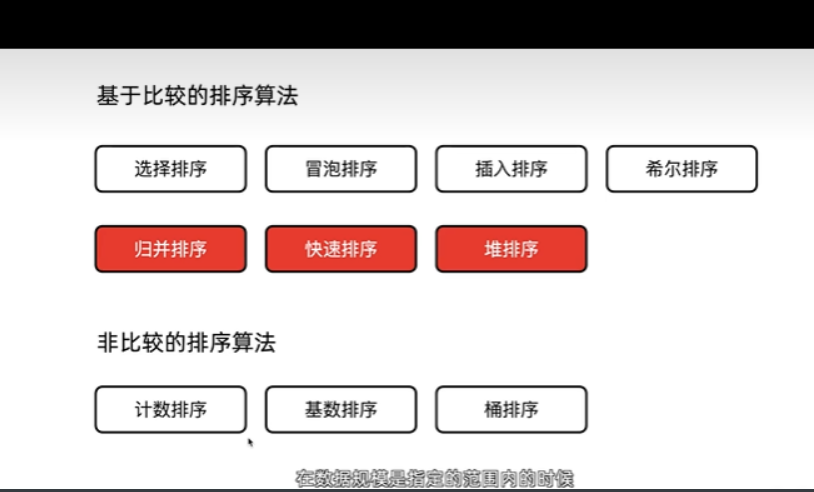 基于比较的排序算法
选择排序 冒泡排序 插入排序 希尔排序
归并排序 快速排序 堆排序
非比较的排序算法
计数排序 基数排序 桶排序
在数据规模是指定的范围内的时候